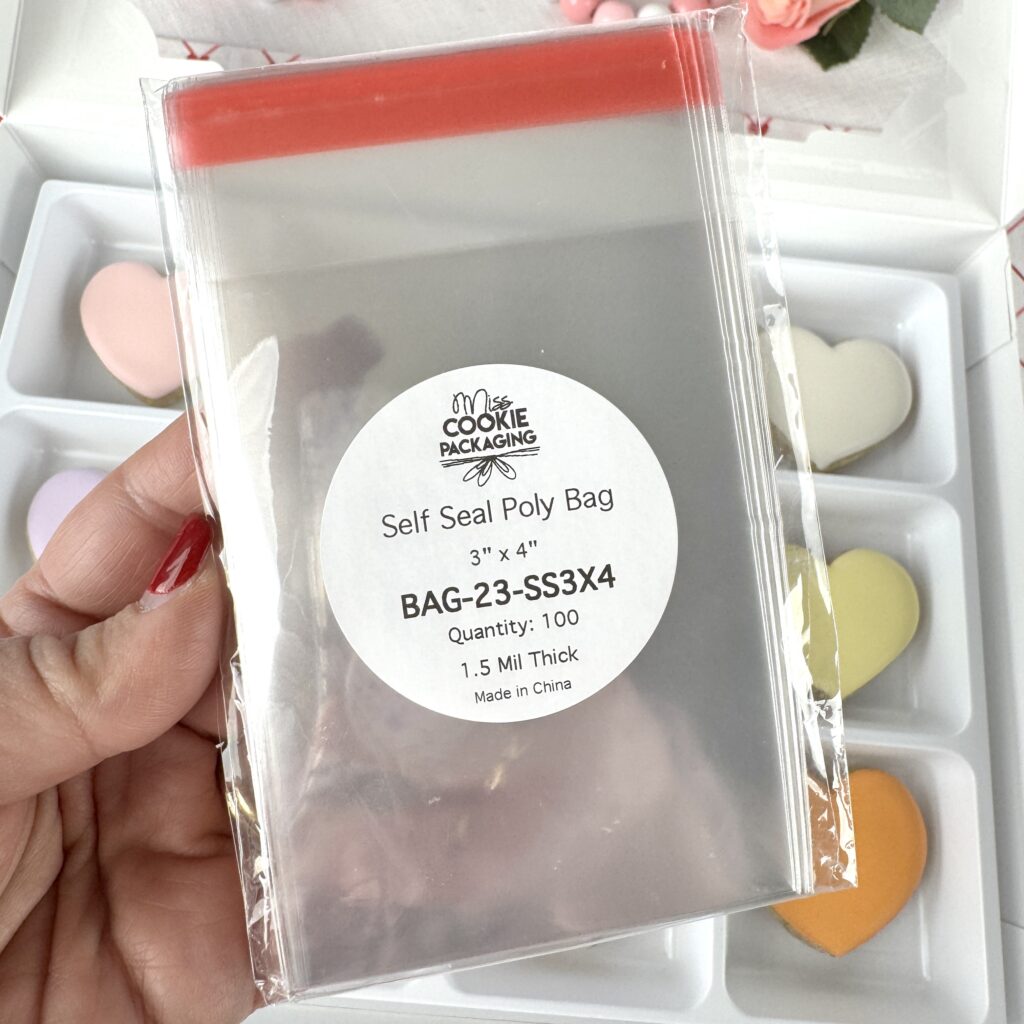 Miss
COOKIE
PACKAGING
Self Seal Poly Bag
3" x 4"
BAG-23-SS3X4
Quantity: 100
1.5 Mil Thick
Made in China